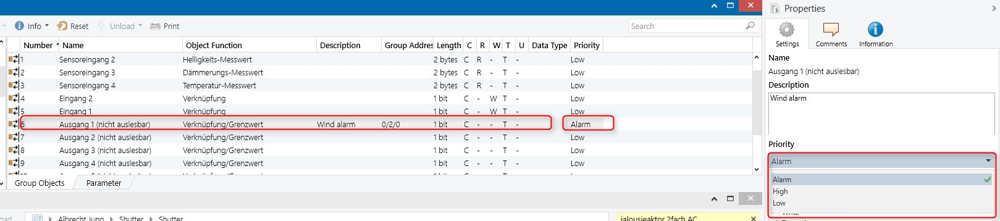 Info Reset Unload Print Search
Number Name Object Function Description Group Addres Length C R W T U Data Type Priority
1 Sensoreingang 2 Helligkeits-Messwert 2 bytes C R - T - Low
2 Sensoreingang 3 Dämmerungs-Messwert 2 bytes C R - T - Low
3 Sensoreingang 4 Temperatur-Messwert 2 bytes C R - T - Low
4 Eingang 2 Verknüpfung 1 bit C - W T - Low
5 Eingang 1 Verknüpfung 1 bit C - W T - Low
6 Ausgang 1 (nicht auslesbar) Verknüpfung/Grenzwert Wind alarm 0/2/0 1 bit C - - T - Alarm
7 Ausgang 2 (nicht auslesbar) Verknüpfung/Grenzwert 1 bit C - - T - Low
8 Ausgang 3 (nicht auslesbar) Verknüpfung/Grenzwert 1 bit C - - T - Low
9 Ausgang 4 (nicht auslesbar) Verknüpfung/Grenzwert 1 bit C - - T - Low
Group Objects Parameter
Albrecht Jung Shutter Shutter
jalousieaktor 2fach AC
Properties
Settings Comments Information
Name
Ausgang 1 (nicht auslesbar)
Description
Wind alarm
Priority
Alarm
Alarm
High
Low